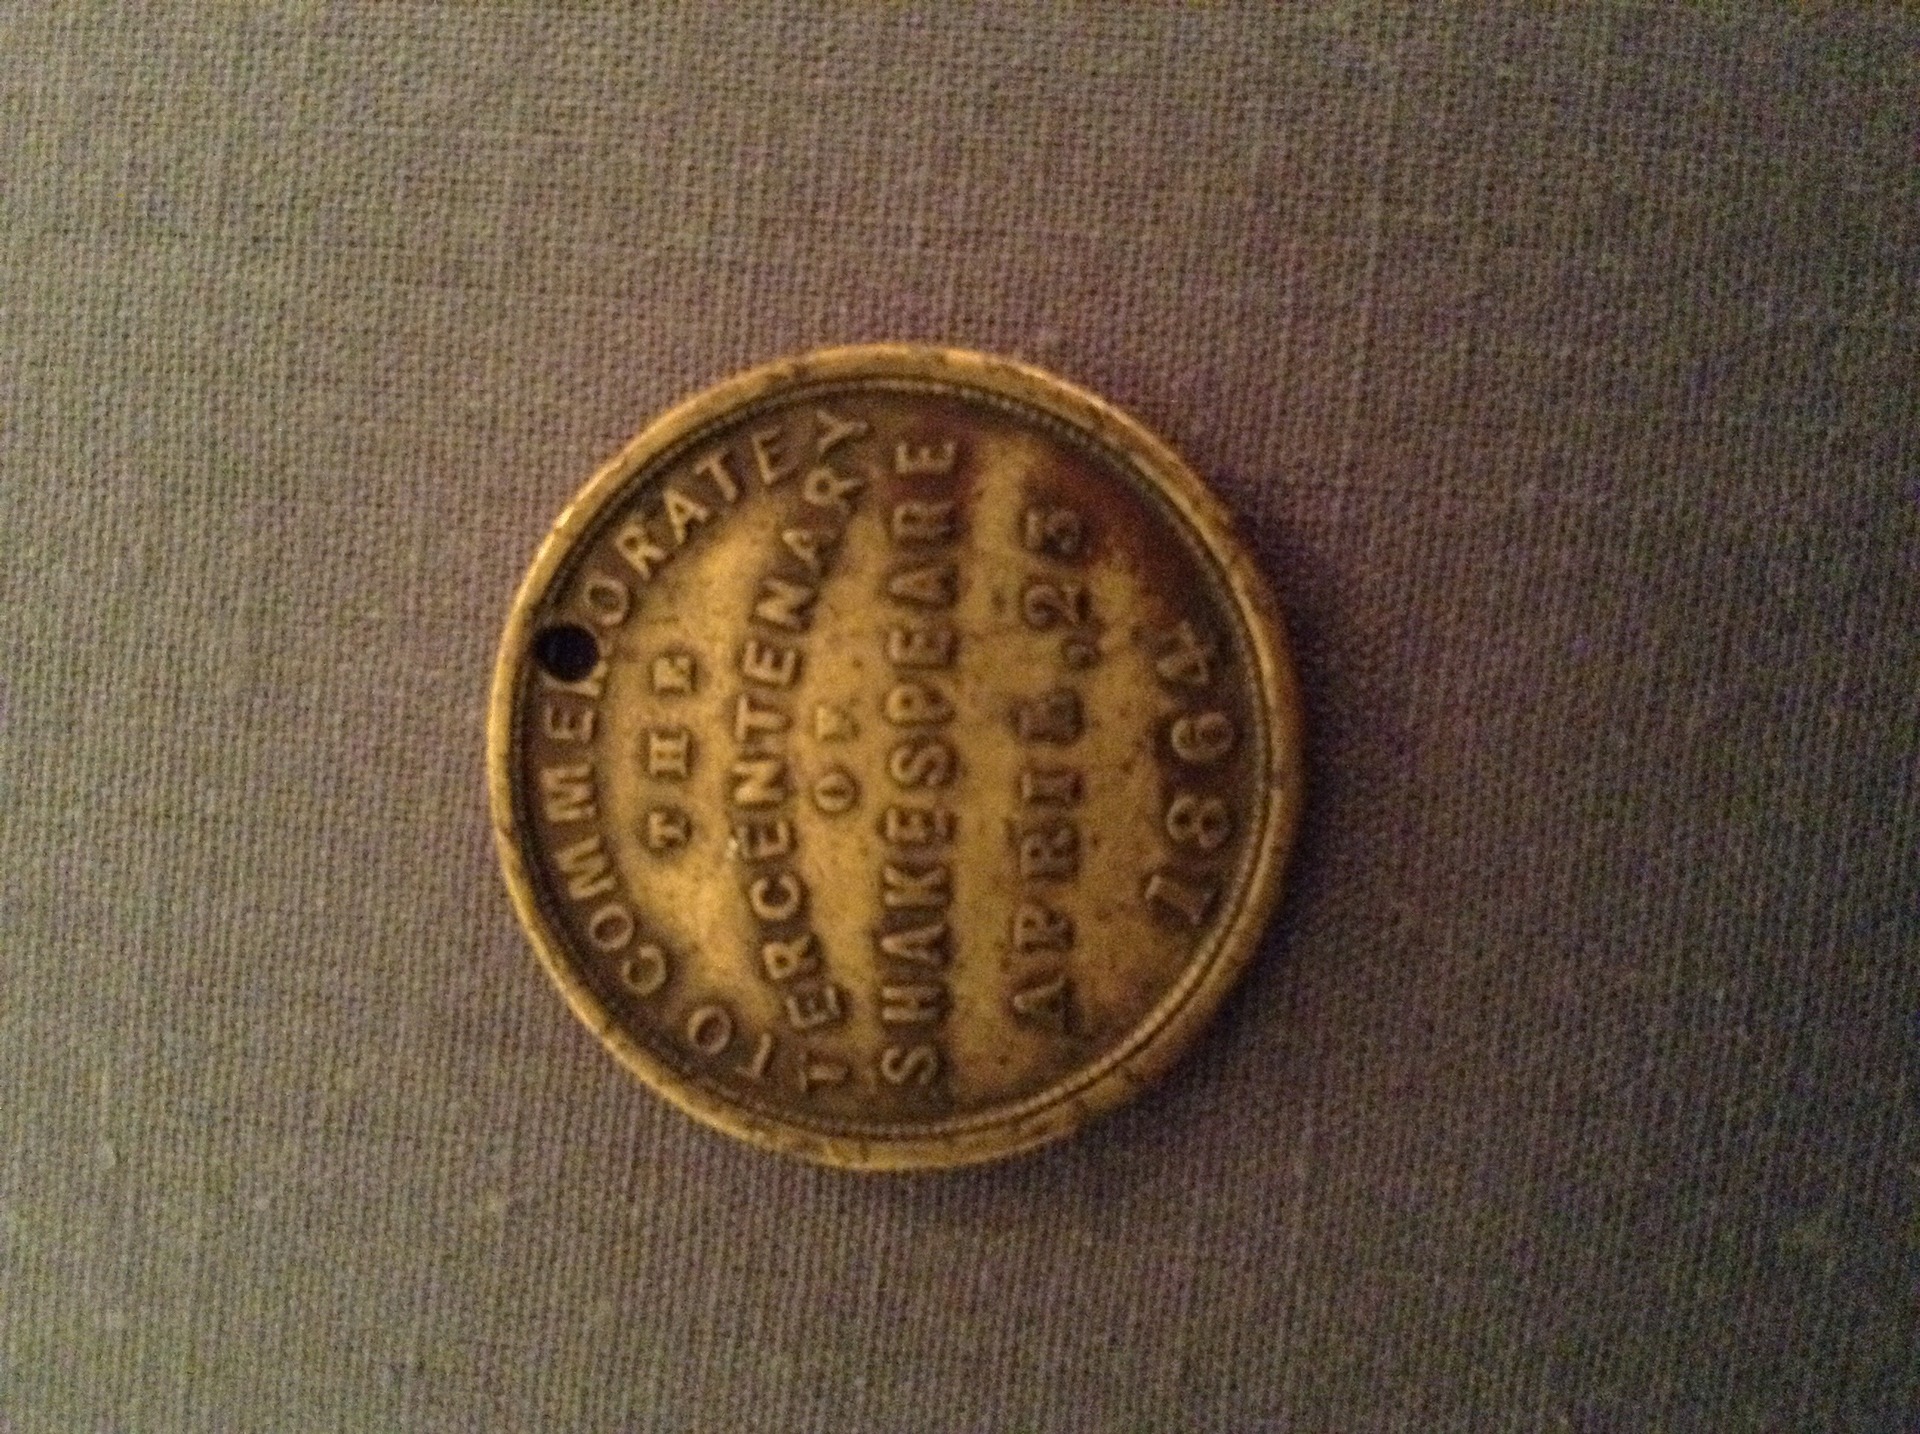 TO COMMEMORATE
THE
TERCENTENARY
OF
SHAKESPEARE
APRIL.23
1864